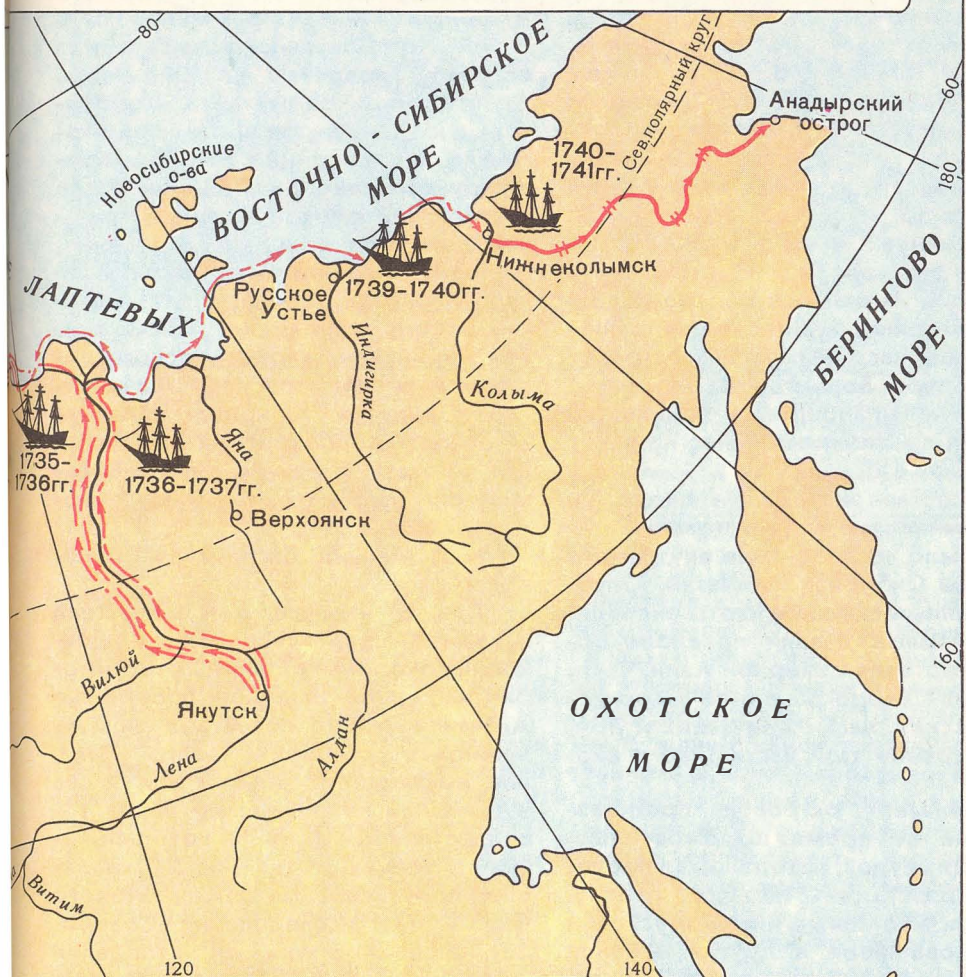 80
ВОСТОЧНО - СИБИРСКОЕ
МОРЕ
Сев.полярный круг
60
Анадырский
острог
Новосибирские
о-ва
1740-
1741гг.
180
Нижнеколымск
ЛАПТЕВЫХ
Русское
Устье
1739-1740гг.
БЕРИНГОВО
МОРЕ
Индигирка
Колыма
Яна
1735-
1736гг.
1736-1737гг.
Верхоянск
160
Вилюй
Якутск
ОХОТСКОЕ
МОРЕ
Алдан
Лена
Витим
120
140